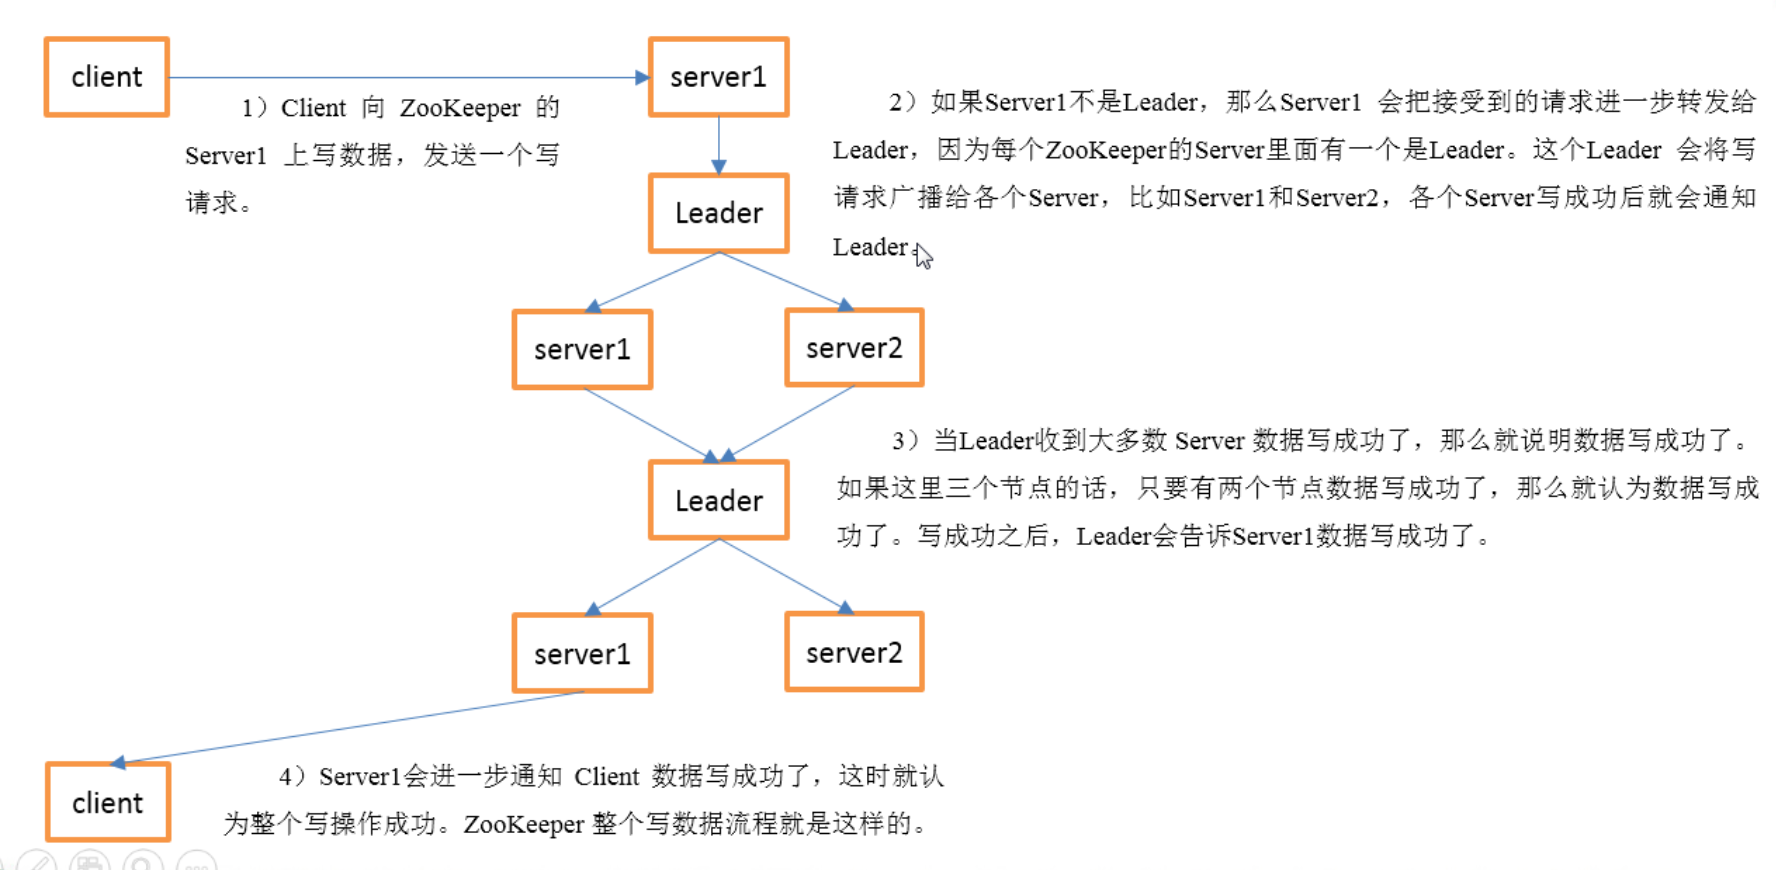 client
server1
1）Client 向 ZooKeeper 的
Server1 上写数据，发送一个写
请求。
2）如果Server1不是Leader，那么Server1 会把接受到的请求进一步转发给
Leader，因为每个ZooKeeper的Server里面有一个是Leader。这个Leader 会将写
请求广播给各个Server，比如Server1和Server2，各个Server写成功后就会通知
Leader。
Leader
server1
server2
3）当Leader收到大多数 Server 数据写成功了，那么就说明数据写成功了。
如果这里三个节点的话，只要有两个节点数据写成功了，那么就认为数据写成
功了。写成功之后，Leader会告诉Server1数据写成功了。
Leader
server1
server2
client
4）Server1会进一步通知 Client 数据写成功了，这时就认
为整个写操作成功。ZooKeeper 整个写数据流程就是这样的。